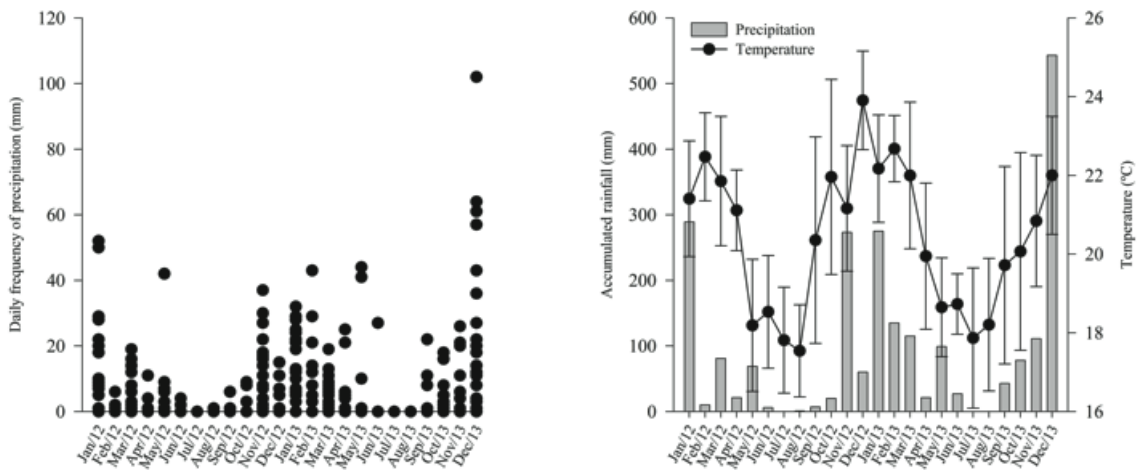 120
100
80
60
40
20
0
Daily frequency of precipitation (mm)
Jan/12
Feb/12
Mar/12
Apr/12
May/12
Jun/12
Jul/12
Aug/12
Sep/12
Oct/12
Nov/12
Dec/12
Jan/13
Feb/13
Mar/13
Apr/13
May/13
Jun/13
Jul/13
Aug/13
Sep/13
Oct/13
Nov/13
Dec/13
Precipitation
Temperature
600
500
400
300
200
100
0
Accumulated rainfall (mm)
26
24
22
20
18
16
Temperature (°C)
Jan/12
Feb/12
Mar/12
Apr/12
May/12
Jun/12
Jul/12
Aug/12
Sep/12
Oct/12
Nov/12
Dec/12
Jan/13
Feb/13
Mar/13
Apr/13
May/13
Jun/13
Jul/13
Aug/13
Sep/13
Oct/13
Nov/13
Dec/13